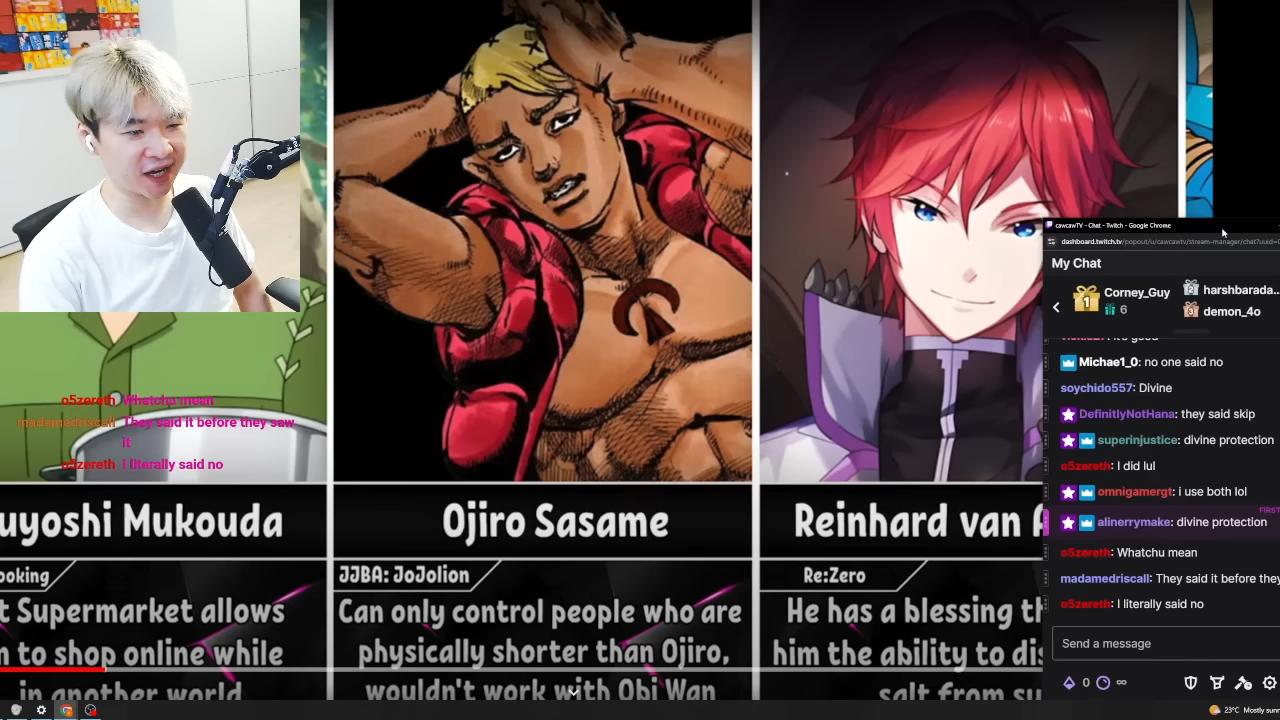 o5zereth Whatchu mean
madamedriscall They said it before they saw
it
o5zereth I literally said no
uyoshi Mukouda
ooking
t Supermarket allows
m to shop online while
in another world
Ojiro Sasame
JJBA: JoJolion
Can only control people who are
physically shorter than Ojiro,
wouldn't work with Obi Wan
Reinhard van A
Re:Zero
He has a blessing th
him the ability to dis
salt from su
cawcawTV - Chat - Twitch - Google Chrome
dashboard.twitch.tv/popout/u/cawcawtv/stream-manager/chat?uuid=
My Chat
1
Corney_Guy
6
harshbarada...
demon_4o
Michae1_0: no one said no
soychido557: Divine
DefinitlyNotHana: they said skip
superinjustice: divine protection
o5zereth: I did lul
omnigamergt: i use both lol
FIRST
alinerrymake: divine protection
o5zereth: Whatchu mean
madamedriscall: They said it before they
o5zereth: I literally said no
Send a message
0 ∞
23°C Mostly sunn